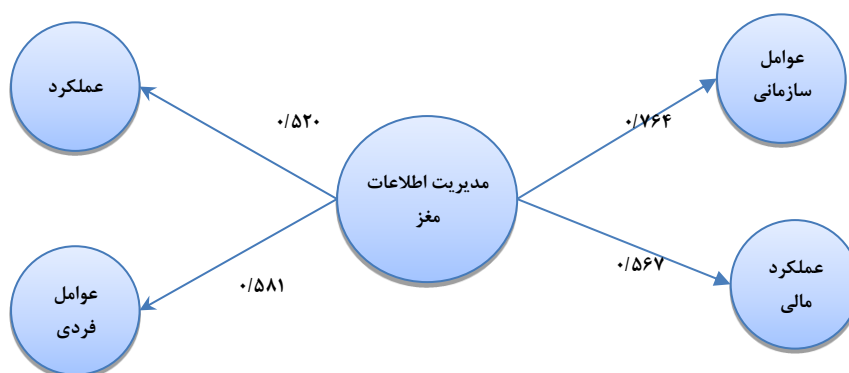 عوامل
سازمانی
عملکرد
۰/۵۲۰
۰/۷۶۴
مدیریت اطلاعات
مغز
عملکرد
مالی
۰/۵۶۷
۰/۵۸۱
عوامل
فردی